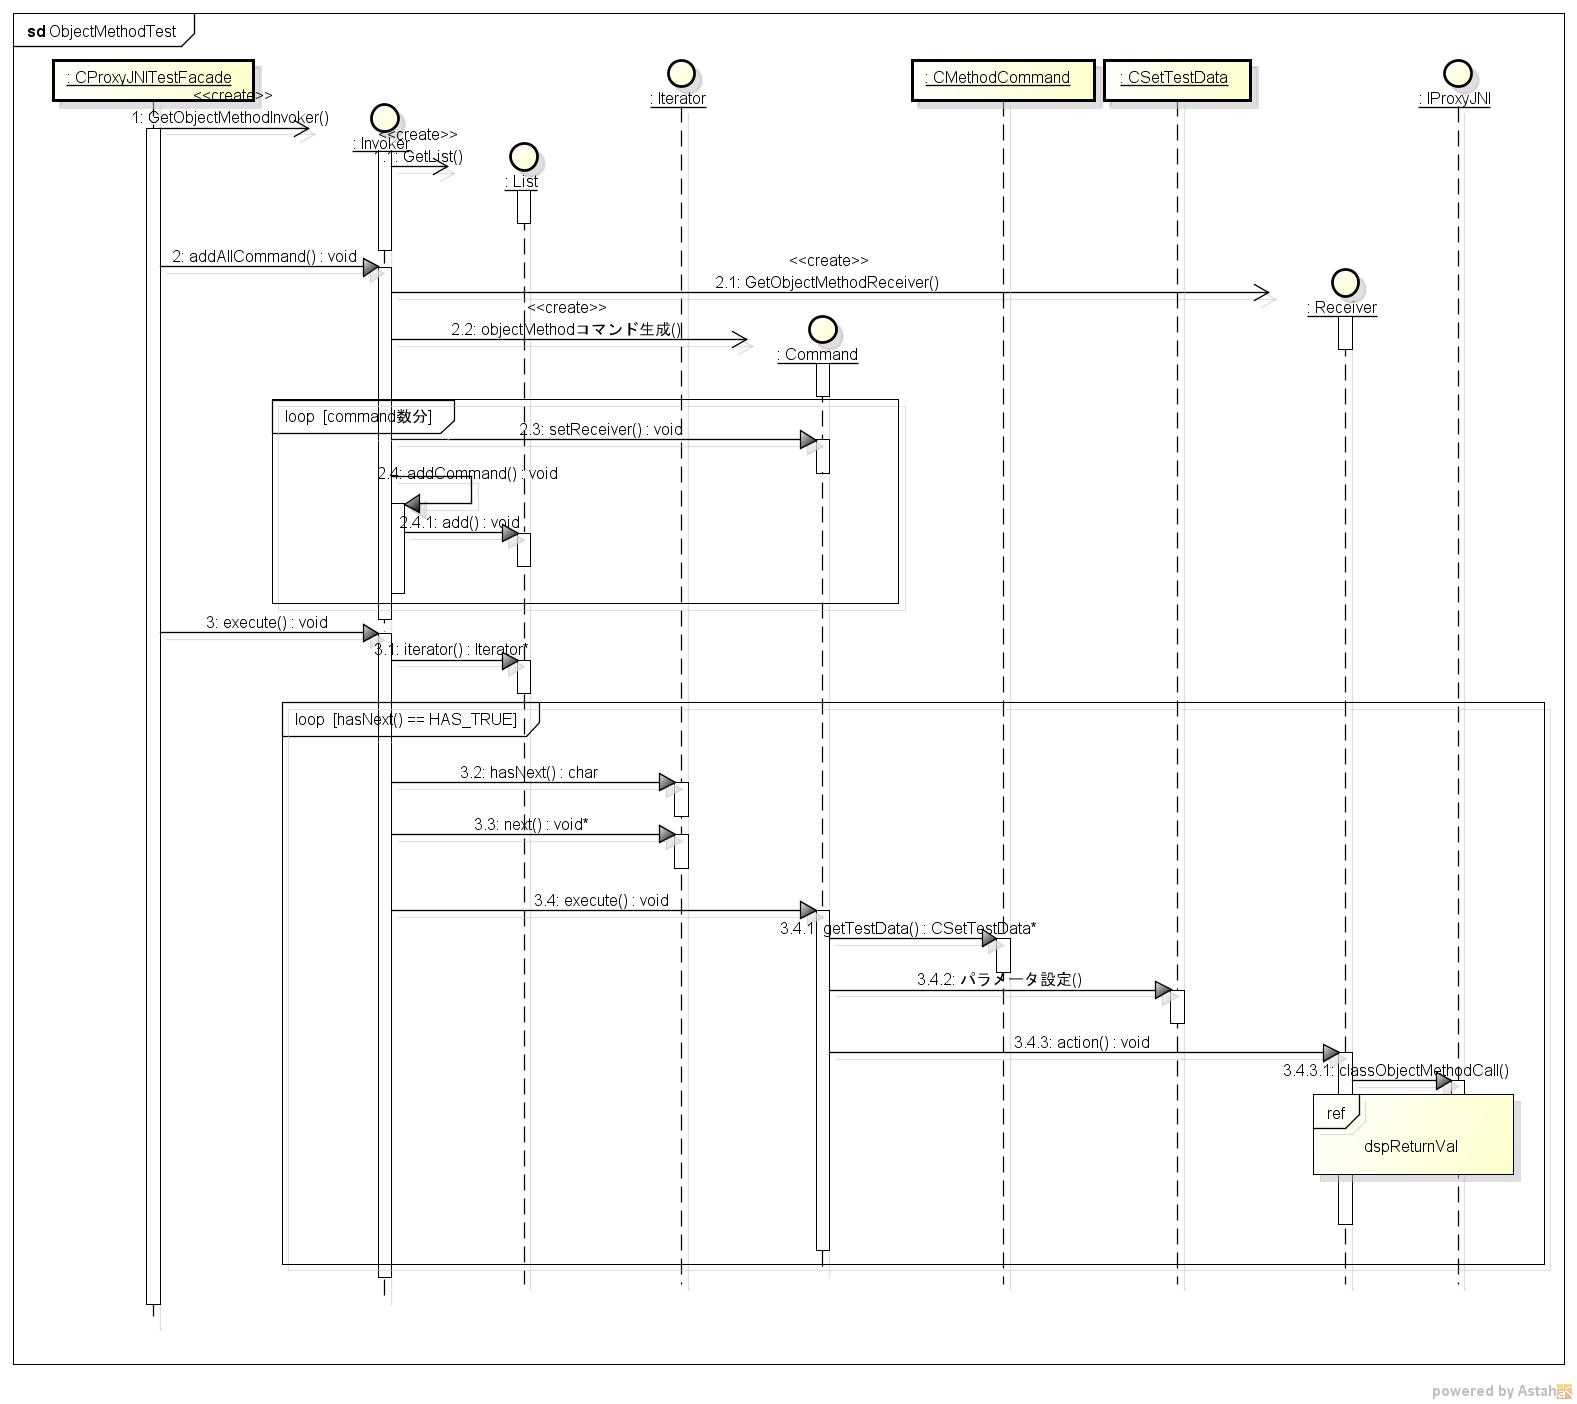 sd ObjectMethodTest
: CProxyJNITestFacade
: Iterator
: CMethodCommand
: CSetTestData
: IProxyJNI
<<create>>
1: GetObjectMethodInvoker()
: Invoker
<<create>>
1.1: GetList()
: List
2: addAllCommand() : void
<<create>>
2.1: GetObjectMethodReceiver()
: Receiver
<<create>>
2.2: objectMethodコマンド生成()
: Command
loop [command数分]
2.3: setReceiver() : void
2.4: addCommand() : void
2.4.1: add() : void
3: execute() : void
3.1: iterator() : Iterator*
loop [hasNext() == HAS_TRUE]
3.2: hasNext() : char
3.3: next() : void*
3.4: execute() : void
3.4.1: getTestData() : CSetTestData*
3.4.2: パラメータ設定()
3.4.3: action() : void
3.4.3.1: classObjectMethodCall()
ref
dspReturnVal
powered by Astah